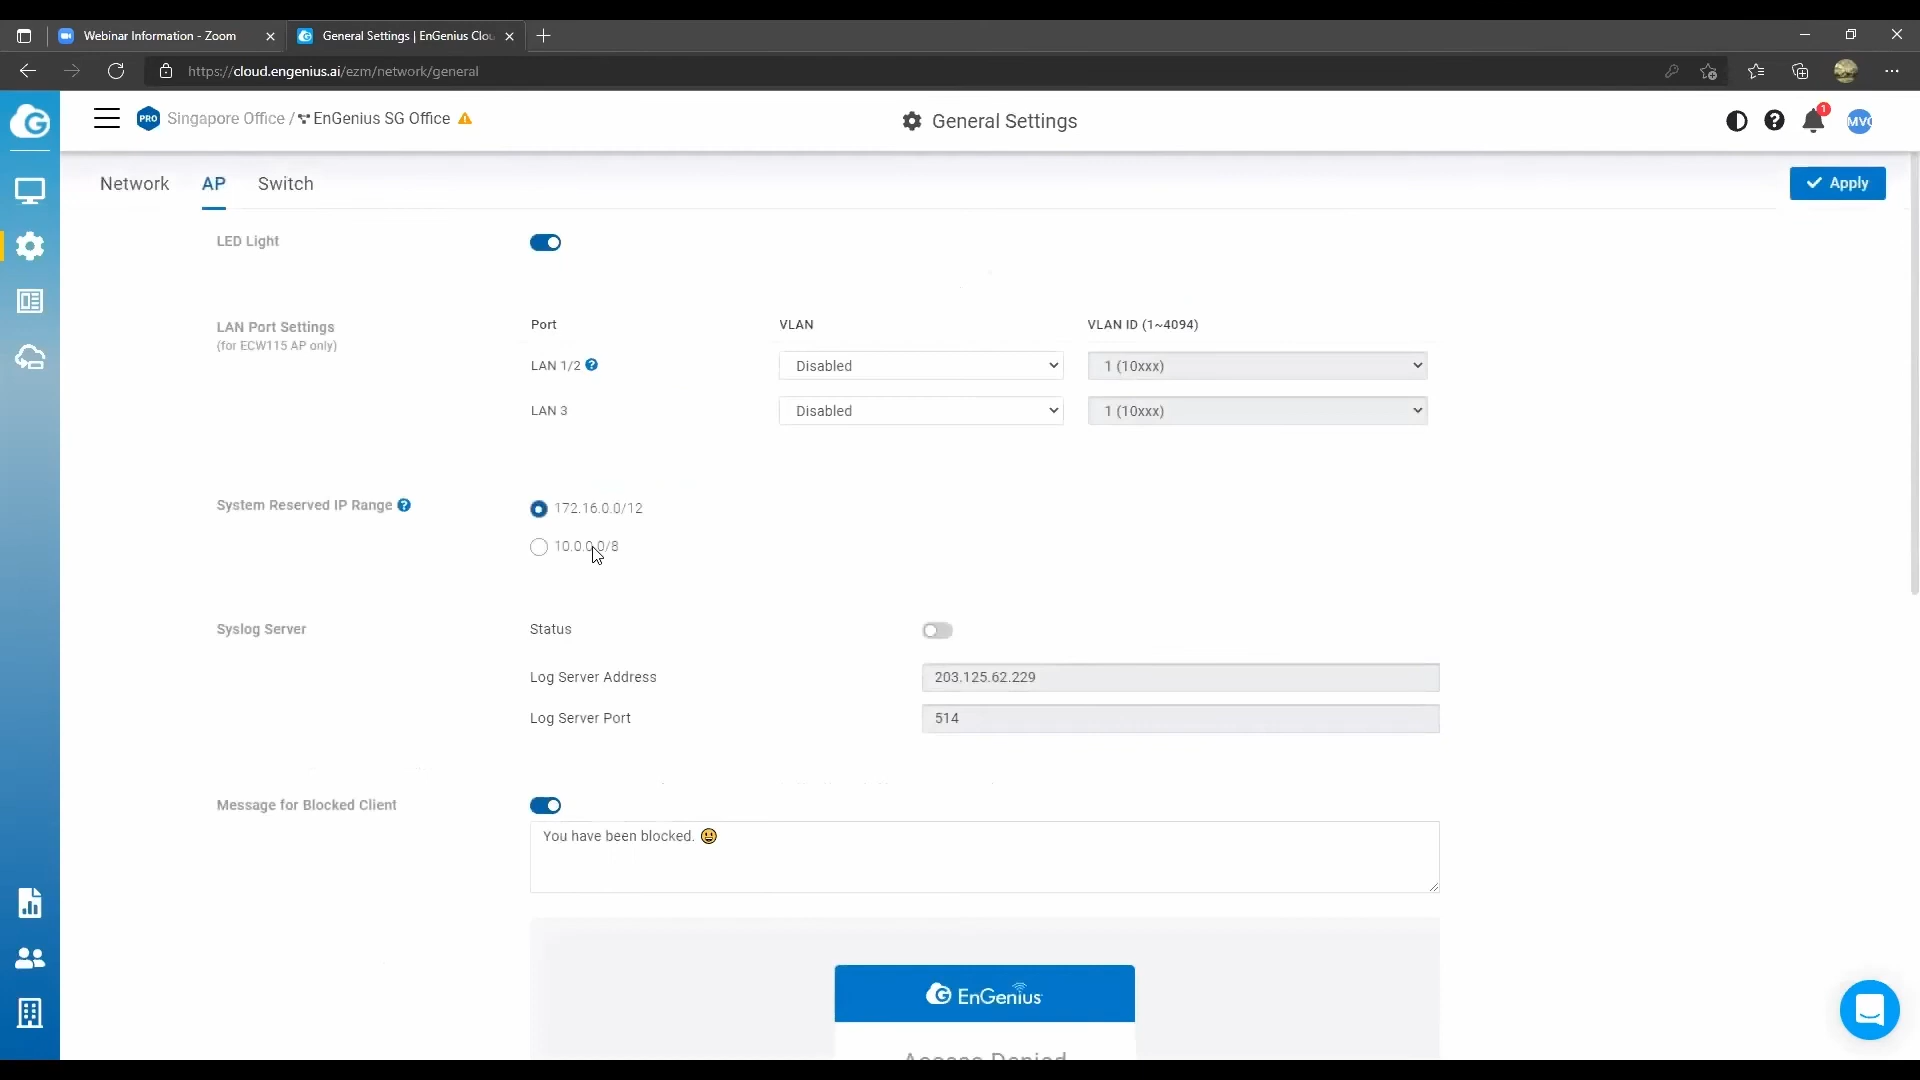 Webinar Information - Zoom
General Settings | EnGenius Clou
https://cloud.engenius.ai/ezm/network/general
PRO Singapore Office / EnGenius SG Office
General Settings
1
MVC
Network AP Switch
Apply
LED Light
LAN Port Settings
(for ECW115 AP only)
Port VLAN VLAN ID (1~4094)
LAN 1/2 Disabled 1 (10xxx)
LAN 3 Disabled 1 (10xxx)
System Reserved IP Range
172.16.0.0/12
10.0.0.0/8
Syslog Server
Status
Log Server Address 203.125.62.229
Log Server Port 514
Message for Blocked Client
You have been blocked. 😀
EnGenius
Access Denied